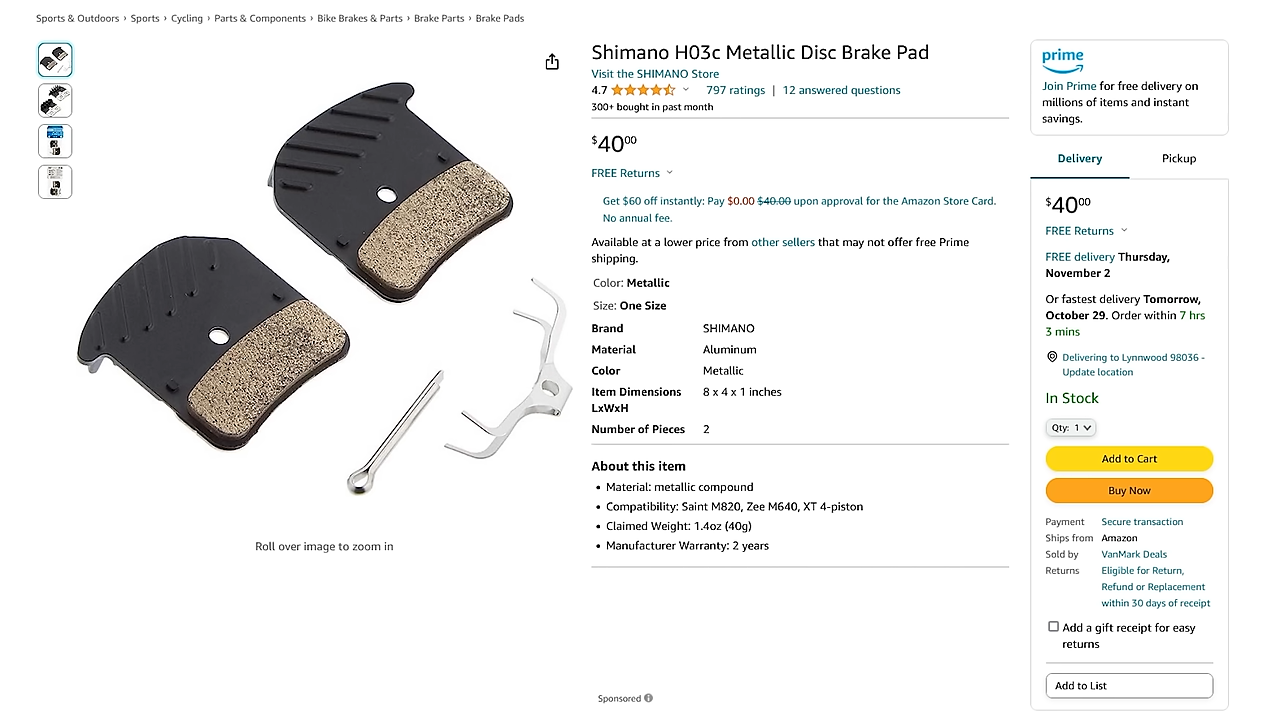 Sports & Outdoors › Sports › Cycling › Parts & Components › Bike Brakes & Parts › Brake Parts › Brake Pads
Shimano H03c Metallic Disc Brake Pad
Visit the SHIMANO Store
4.7 797 ratings | 12 answered questions
300+ bought in past month
$4000
FREE Returns
Get $60 off instantly: Pay $0.00 $40.00 upon approval for the Amazon Store Card.
No annual fee.
Available at a lower price from other sellers that may not offer free Prime
shipping.
Color: Metallic
Size: One Size
Brand SHIMANO
Material Aluminum
Color Metallic
Item Dimensions 8 x 4 x 1 inches
LxWxH
Number of Pieces 2
About this item
• Material: metallic compound
• Compatibility: Saint M820, Zee M640, XT 4-piston
• Claimed Weight: 1.4oz (40g)
• Manufacturer Warranty: 2 years
Roll over image to zoom in
Sponsored
prime
Join Prime for free delivery on
millions of items and instant
savings.
Delivery Pickup
$4000
FREE Returns
FREE delivery Thursday,
November 2
Or fastest delivery Tomorrow,
October 29. Order within 7 hrs
3 mins
Delivering to Lynnwood 98036 -
Update location
In Stock
Qty: 1
Add to Cart
Buy Now
Payment Secure transaction
Ships from Amazon
Sold by VanMark Deals
Returns Eligible for Return,
Refund or Replacement
within 30 days of receipt
Add a gift receipt for easy
returns
Add to List